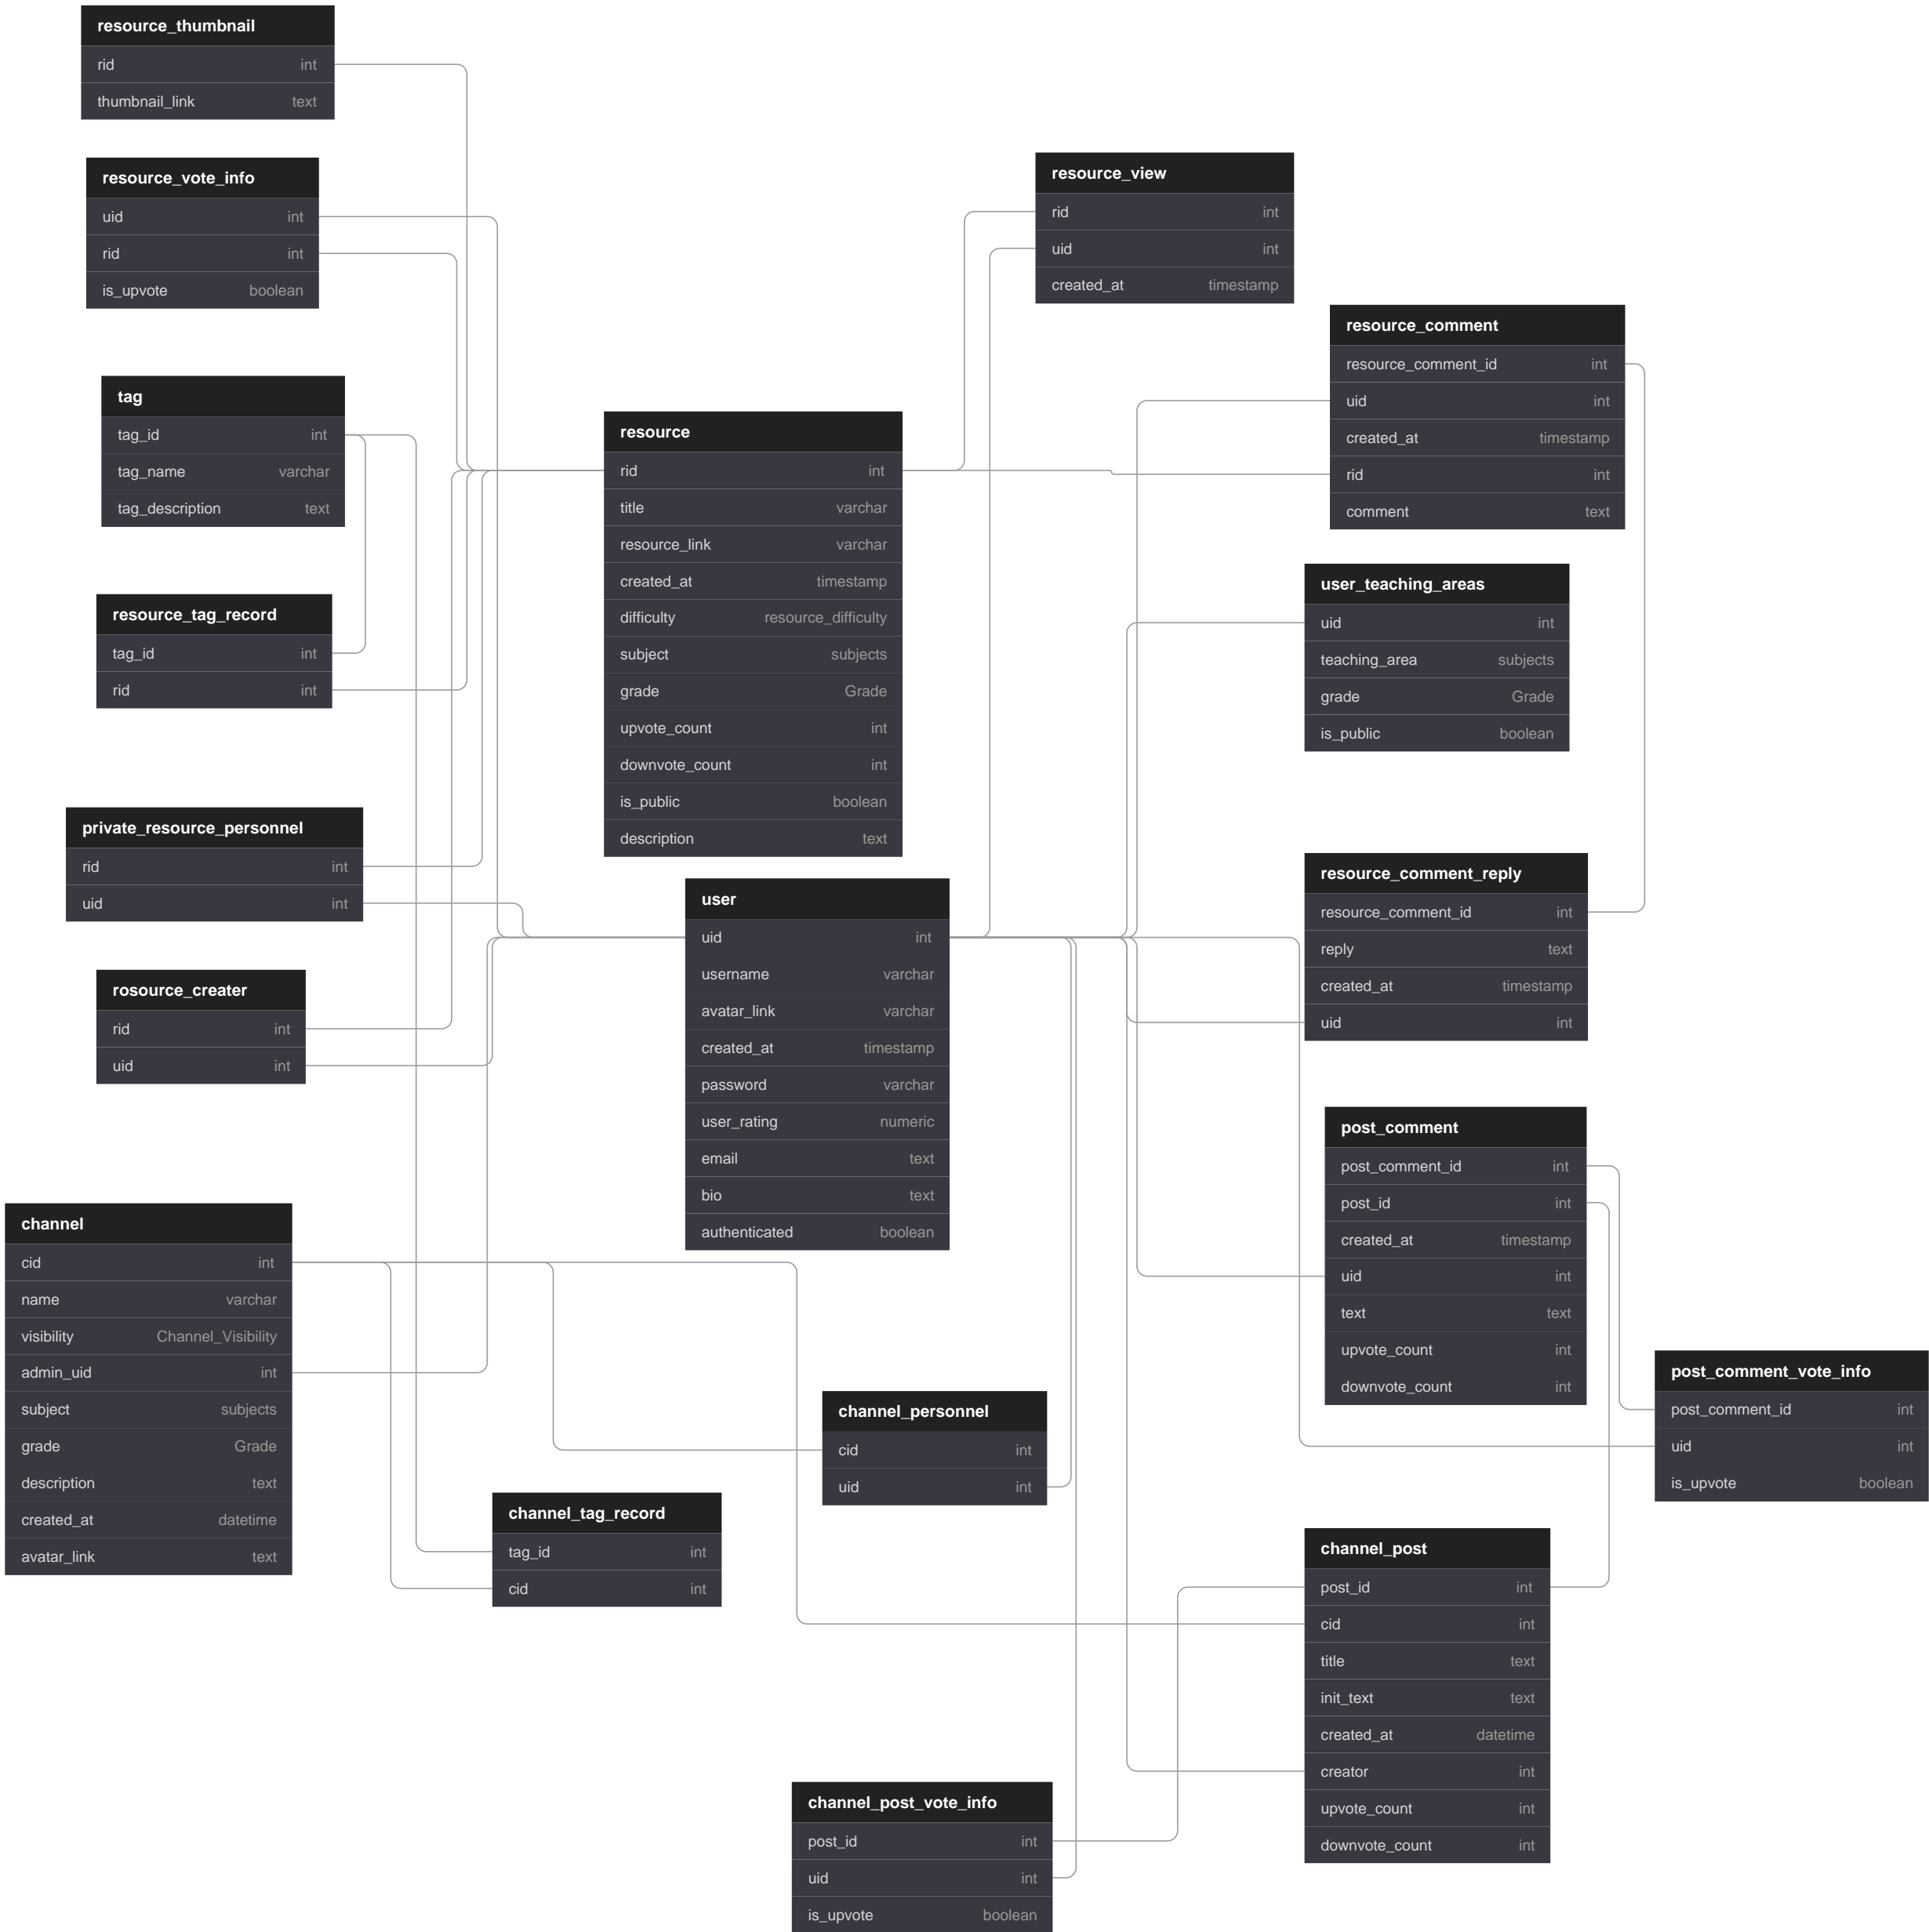 resource_thumbnail
rid int
thumbnail_link text
resource_vote_info
uid int
rid int
is_upvote boolean
resource_view
rid int
uid int
created_at timestamp
resource_comment
resource_comment_id int
uid int
created_at timestamp
rid int
comment text
tag
tag_id int
tag_name varchar
tag_description text
resource
rid int
title varchar
resource_link varchar
created_at timestamp
difficulty resource_difficulty
subject subjects
grade Grade
upvote_count int
downvote_count int
is_public boolean
description text
user_teaching_areas
uid int
teaching_area subjects
grade Grade
is_public boolean
resource_tag_record
tag_id int
rid int
private_resource_personnel
rid int
uid int
user
uid int
username varchar
avatar_link varchar
created_at timestamp
password varchar
user_rating numeric
email text
bio text
authenticated boolean
resource_comment_reply
resource_comment_id int
reply text
created_at timestamp
uid int
rosource_creater
rid int
uid int
post_comment
post_comment_id int
post_id int
created_at timestamp
uid int
text text
upvote_count int
downvote_count int
channel
cid int
name varchar
visibility Channel_Visibility
admin_uid int
subject subjects
grade Grade
description text
created_at datetime
avatar_link text
post_comment_vote_info
post_comment_id int
uid int
is_upvote boolean
channel_personnel
cid int
uid int
channel_tag_record
tag_id int
cid int
channel_post
post_id int
cid int
title text
init_text text
created_at datetime
creator int
upvote_count int
downvote_count int
channel_post_vote_info
post_id int
uid int
is_upvote boolean